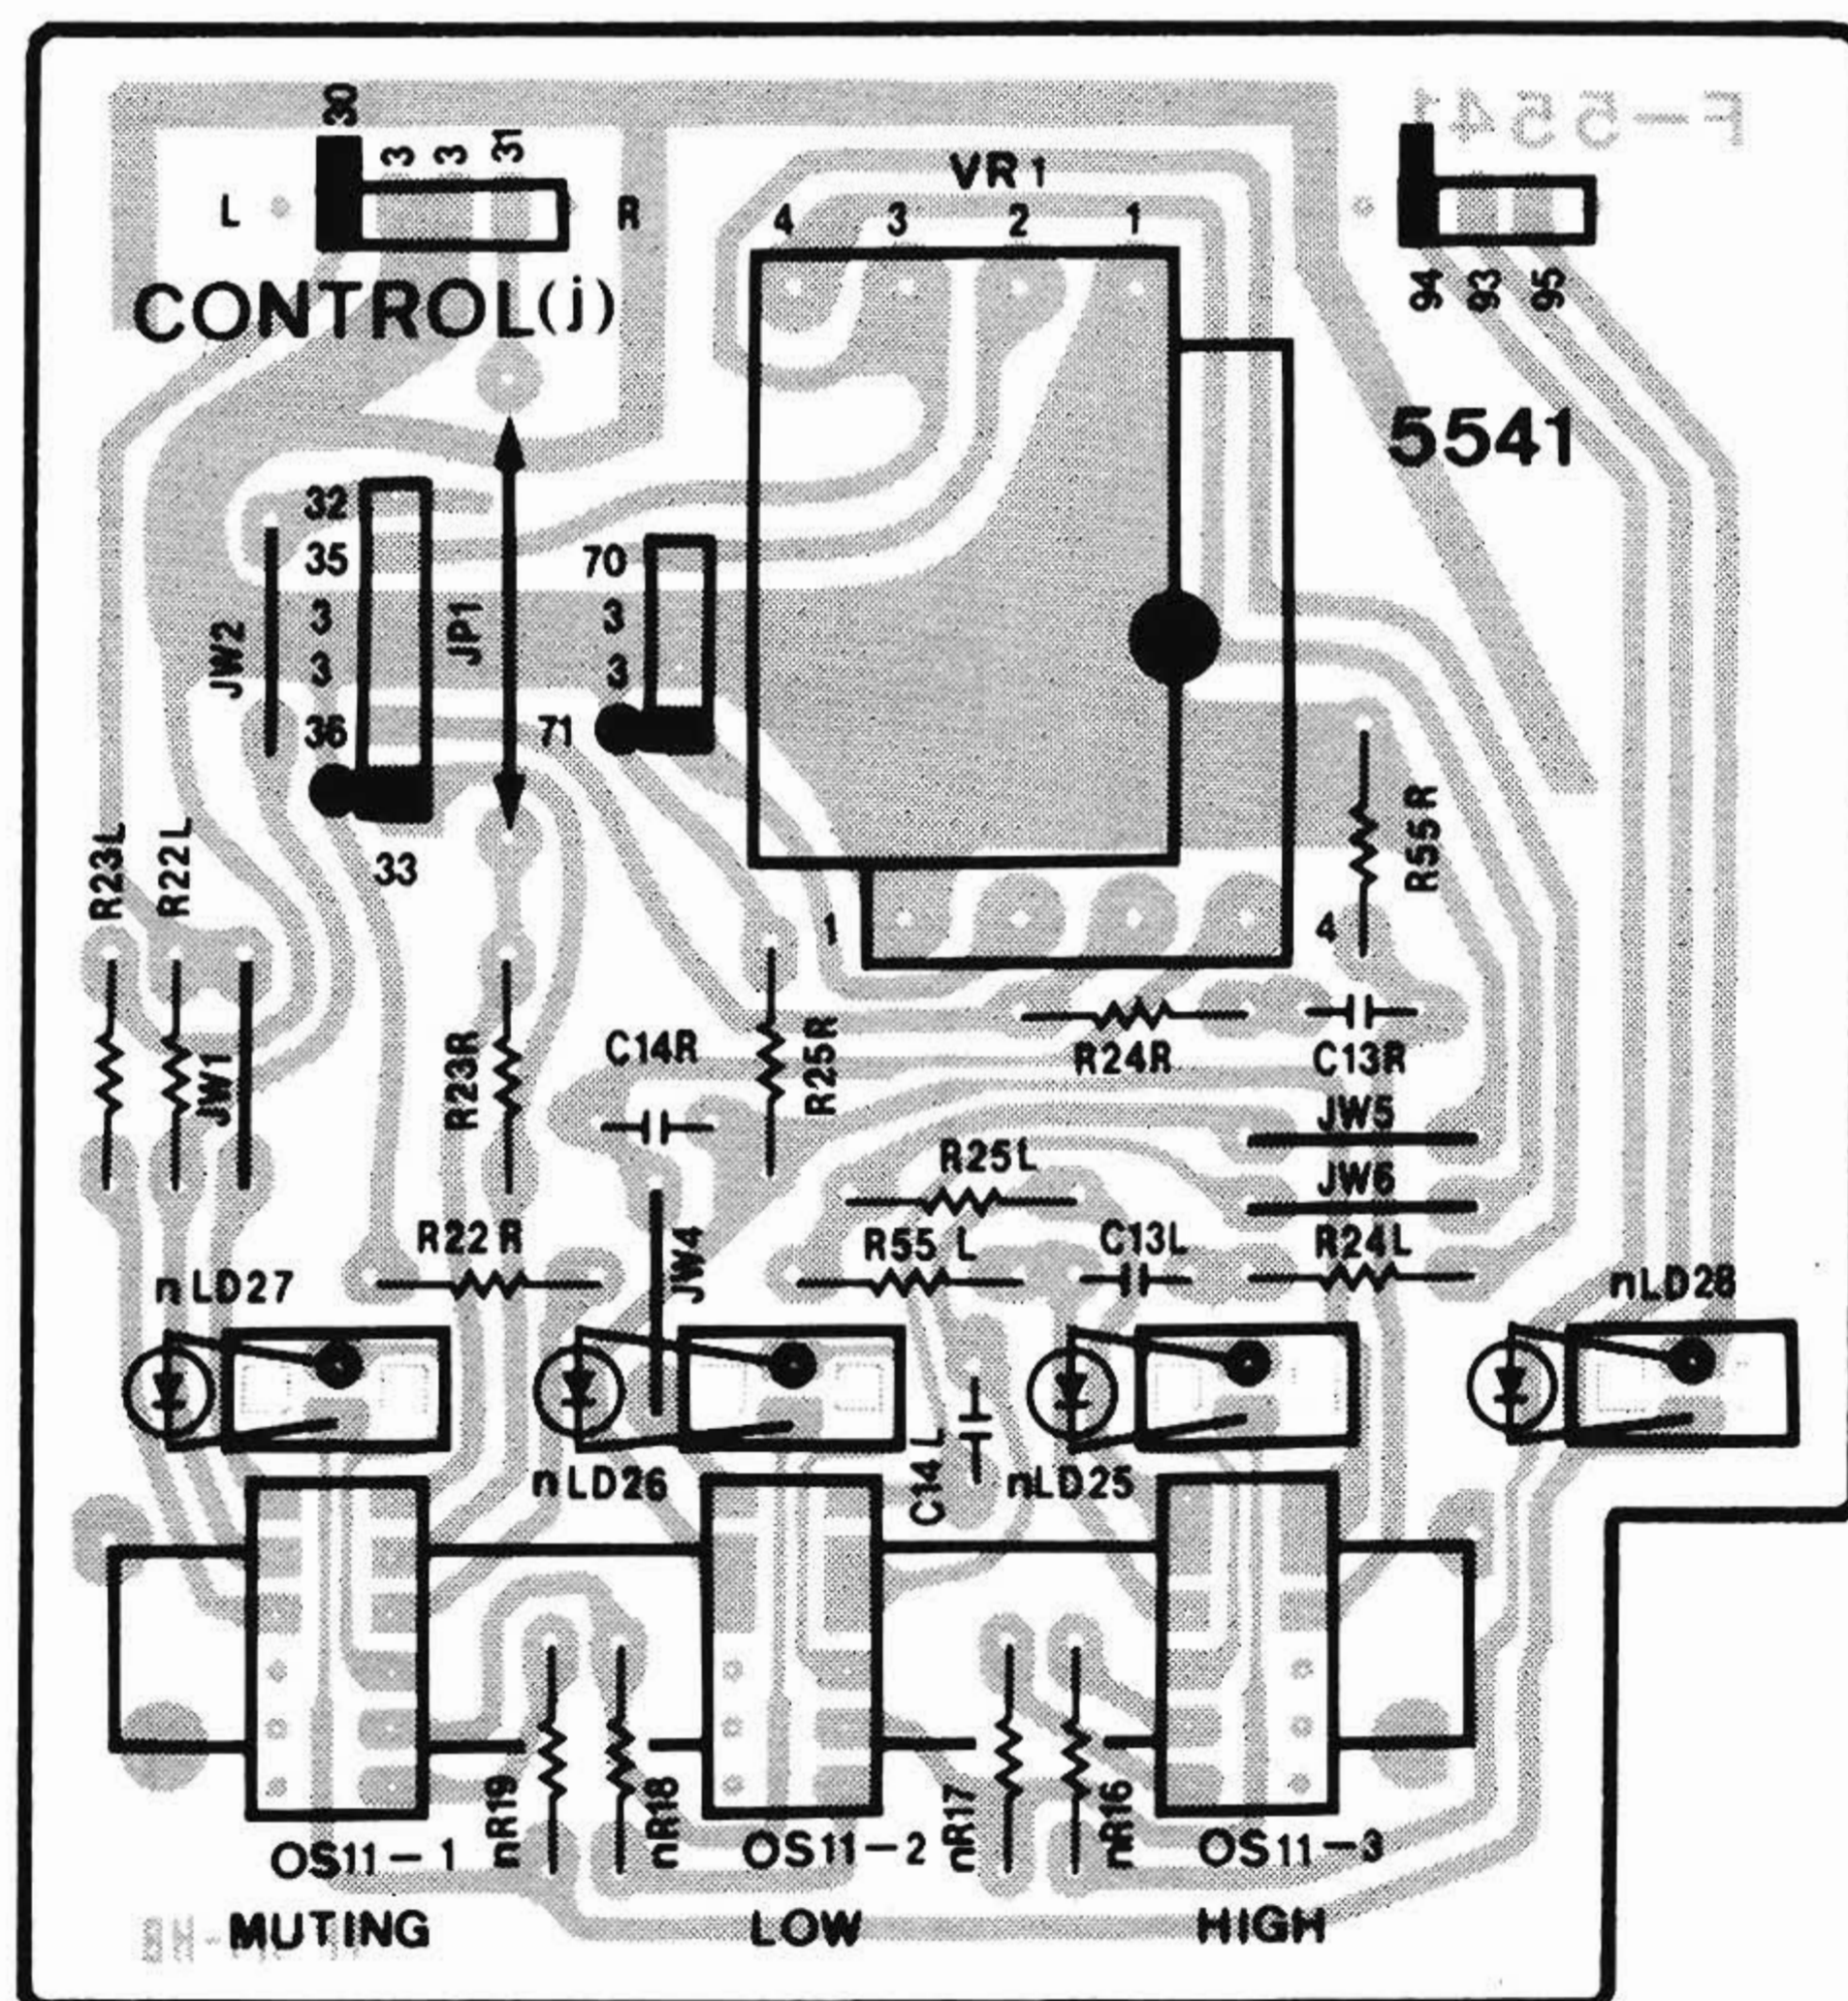 30 3 3 31
F-5541
L R
VR1
4 3 2 1
CONTROL(j)
94 93 95
5541
32
35 70
3 3
3 3
36 71
JW2 JP1
33
R23L R22L R55R
1 4
JW1 R23R C14R R25R R24R C13R
JW5
R25L JW6
R22R JW4 R55L C13L R24L
nLD27 nLD28
nLD26 C14L nLD25
nR19 nR18 nR17 nR16
OS11-1 OS11-2 OS11-3
MUTING LOW HIGH